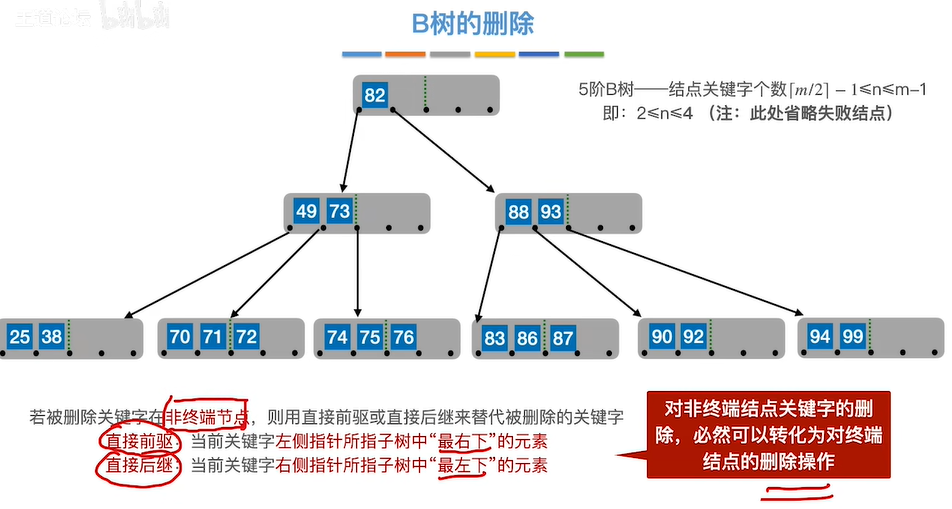 王道论坛 bilibili
B树的删除
5阶B树——结点关键字个数⌈m/2⌉ − 1≤n≤m−1
即：2≤n≤4 （注：此处省略失败结点）
82
49 73
88 93
25 38
70 71 72
74 75 76
83 86 87
90 92
94 99
若被删除关键字在非终端节点，则用直接前驱或直接后继来替代被删除的关键字
直接前驱：当前关键字左侧指针所指子树中“最右下”的元素
直接后继：当前关键字右侧指针所指子树中“最左下”的元素
对非终端结点关键字的删
除，必然可以转化为对终端
结点的删除操作